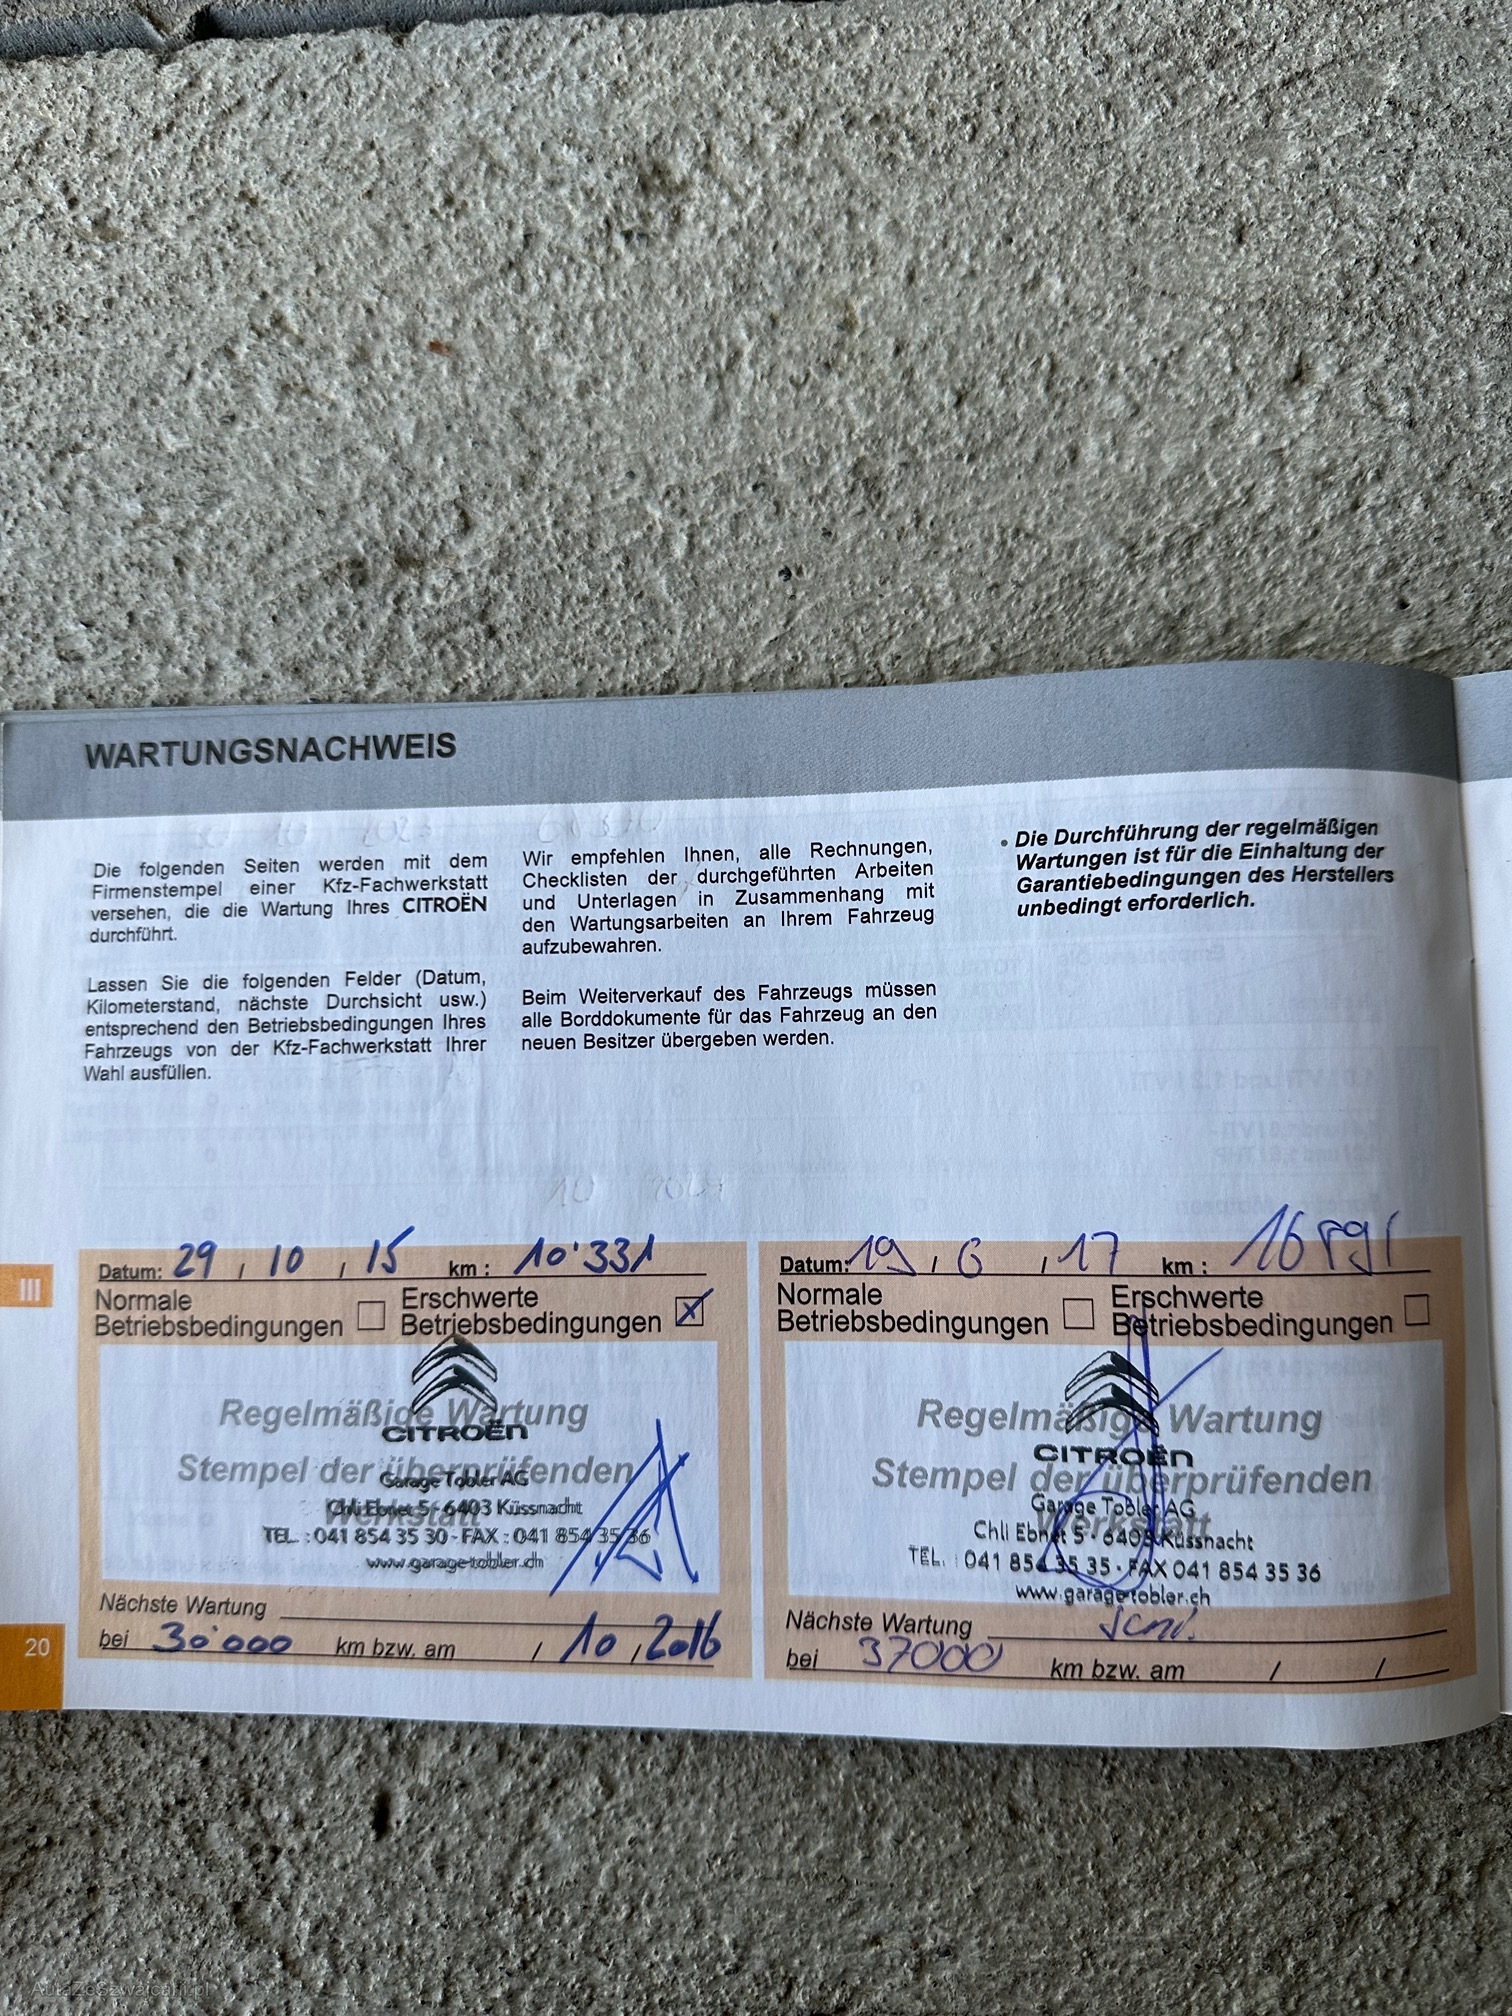 WARTUNGSNACHWEIS
Die folgenden Seiten werden mit dem
Firmenstempel einer Kfz-Fachwerkstatt
versehen, die die Wartung Ihres CITROËN
durchführt.
Lassen Sie die folgenden Felder (Datum,
Kilometerstand, nächste Durchsicht usw.)
entsprechend den Betriebsbedingungen Ihres
Fahrzeugs von der Kfz-Fachwerkstatt Ihrer
Wahl ausfüllen.
Wir empfehlen Ihnen, alle Rechnungen,
Checklisten der durchgeführten Arbeiten
und Unterlagen in Zusammenhang mit
den Wartungsarbeiten an Ihrem Fahrzeug
aufzubewahren.
Beim Weiterverkauf des Fahrzeugs müssen
alle Borddokumente für das Fahrzeug an den
neuen Besitzer übergeben werden.
• Die Durchführung der regelmäßigen
Wartungen ist für die Einhaltung der
Garantiebedingungen des Herstellers
unbedingt erforderlich.
III
Datum: 29 / 10 / 15 km : 10'331
Normale
Betriebsbedingungen
Erschwerte
Betriebsbedingungen X
Regelmäßige Wartung
CITROËN
Stempel der überprüfenden
Garage Tobler AG
Werkstatt
Chli Ebnet 5 - 6403 Küssnacht
TEL. : 041 854 35 30 - FAX : 041 854 35 36
www.garage-tobler.ch
Nächste Wartung
bei 30'000 km bzw. am / 10 / 2016
Datum: 19 / 6 / 17 km : 16891
Normale
Betriebsbedingungen
Erschwerte
Betriebsbedingungen
Regelmäßige Wartung
CITROËN
Stempel der überprüfenden
Garage Tobler AG
Werkstatt
Chli Ebnet 5 - 6403 Küssnacht
TEL. : 041 854 35 35 - FAX 041 854 35 36
www.garage-tobler.ch
Nächste Wartung
bei 37000 km bzw. am / /
20
AutaZeSzwajcarii.pl